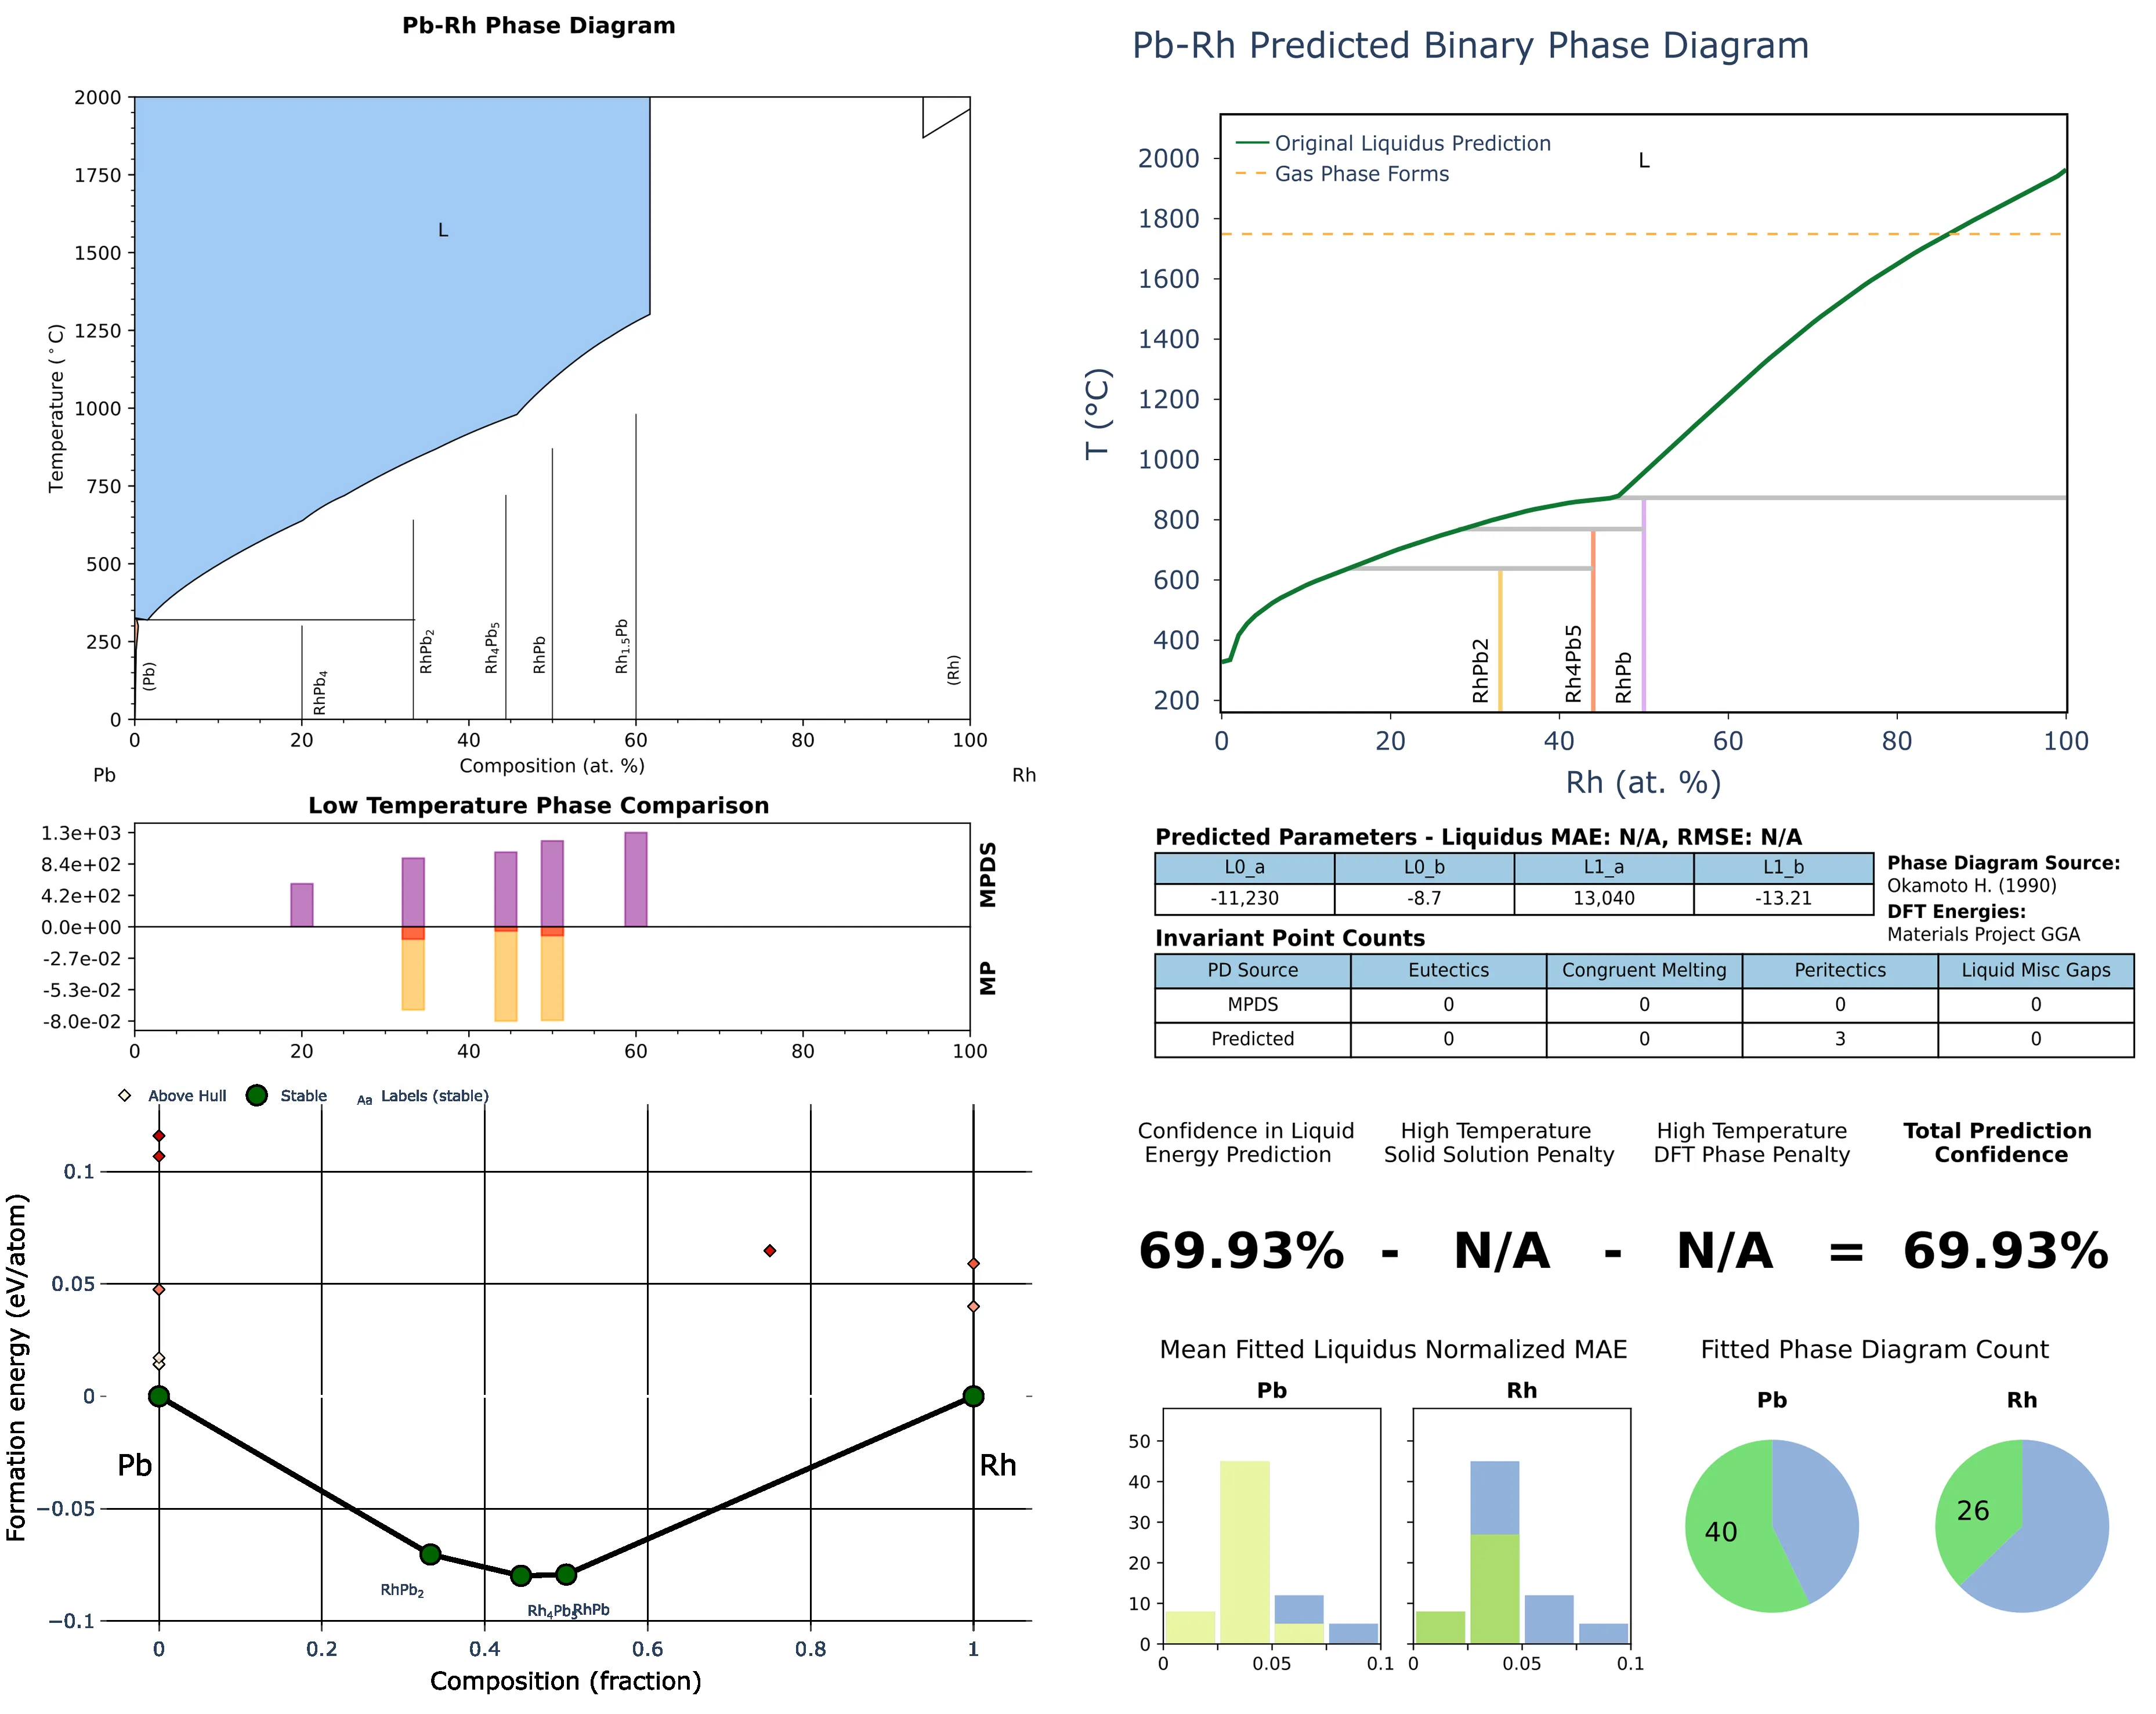 Pb-Rh Phase Diagram
2000
1750
1500
1250
1000
750
500
250
0
Temperature (°C)
L
(Pb)
RhPb4
RhPb2
Rh4Pb5
RhPb
Rh1.5Pb
(Rh)
0 20 40 60 80 100
Composition (at. %)
Pb Rh
Low Temperature Phase Comparison
1.3e+03
8.4e+02
4.2e+02
0.0e+00
-2.7e-02
-5.3e-02
-8.0e-02
MPDS
MP
0 20 40 60 80 100
Above Hull Stable Aa Labels (stable)
0.1
0.05
0
−0.05
−0.1
Formation energy (eV/atom)
Pb
Rh
RhPb2
Rh4Pb5
RhPb
0 0.2 0.4 0.6 0.8 1
Composition (fraction)
Pb-Rh Predicted Binary Phase Diagram
Original Liquidus Prediction
Gas Phase Forms
L
2000
1800
1600
1400
1200
1000
800
600
400
200
T (°C)
RhPb2
Rh4Pb5
RhPb
0 20 40 60 80 100
Rh (at. %)
Predicted Parameters - Liquidus MAE: N/A, RMSE: N/A
L0_a L0_b L1_a L1_b
-11,230 -8.7 13,040 -13.21
Phase Diagram Source:
Okamoto H. (1990)
DFT Energies:
Materials Project GGA
Invariant Point Counts
PD Source Eutectics Congruent Melting Peritectics Liquid Misc Gaps
MPDS 0 0 0 0
Predicted 0 0 3 0
Confidence in Liquid
Energy Prediction
High Temperature
Solid Solution Penalty
High Temperature
DFT Phase Penalty
Total Prediction
Confidence
69.93% - N/A - N/A = 69.93%
Mean Fitted Liquidus Normalized MAE
Pb Rh
50
40
30
20
10
0
0 0.05 0.1
0 0.05 0.1
Fitted Phase Diagram Count
Pb Rh
40
26